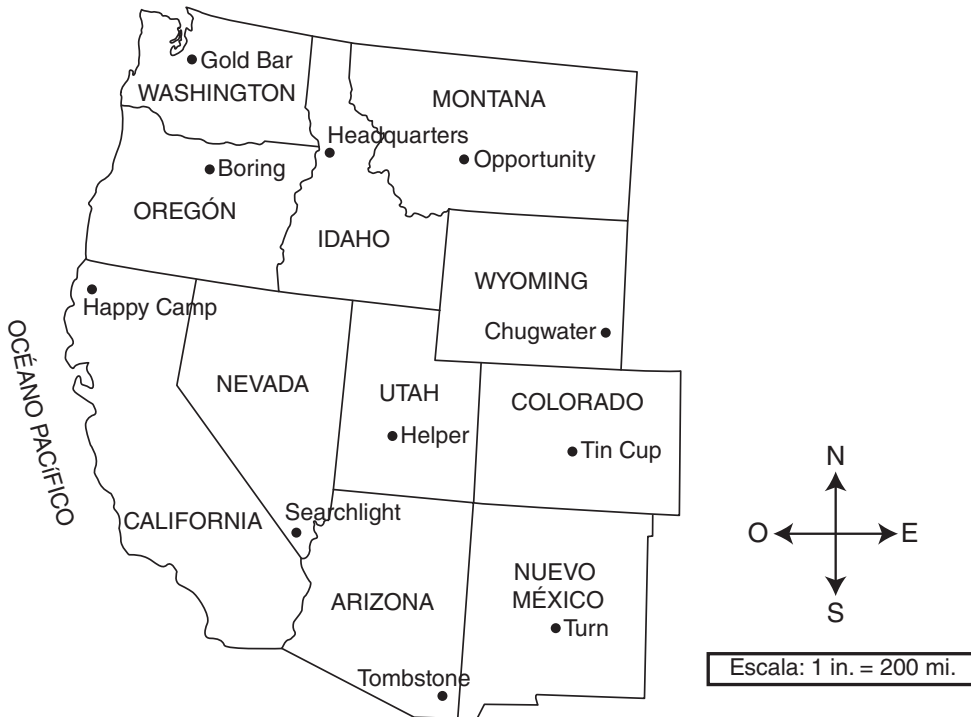 Gold Bar
WASHINGTON
MONTANA
Headquarters
Opportunity
Boring
OREGÓN
IDAHO
WYOMING
Happy Camp
Chugwater
OCÉANO PACíFICO
NEVADA
UTAH
COLORADO
Helper
Tin Cup
N
O
E
S
Searchlight
CALIFORNIA
ARIZONA
NUEVO
MÉXICO
Turn
Tombstone
Escala: 1 in. = 200 mi.